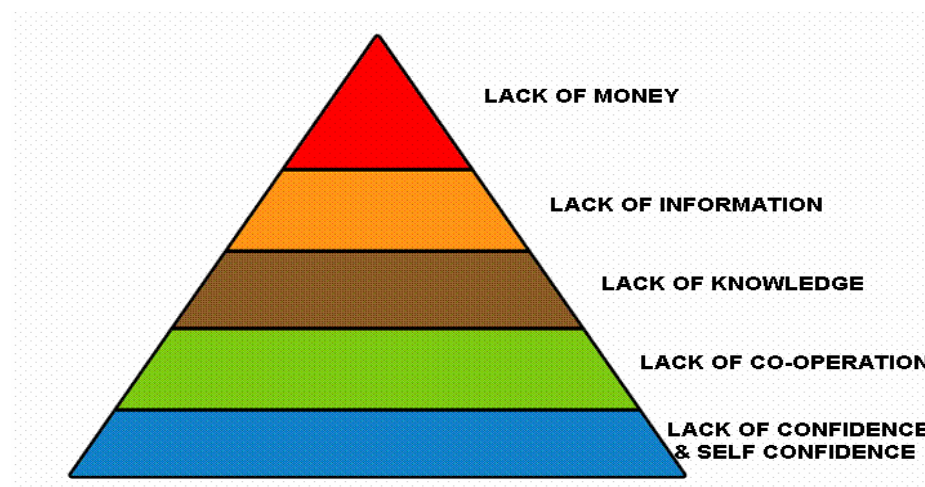 LACK OF MONEY
LACK OF INFORMATION
LACK OF KNOWLEDGE
LACK OF CO-OPERATION
LACK OF CONFIDENCE
& SELF CONFIDENCE